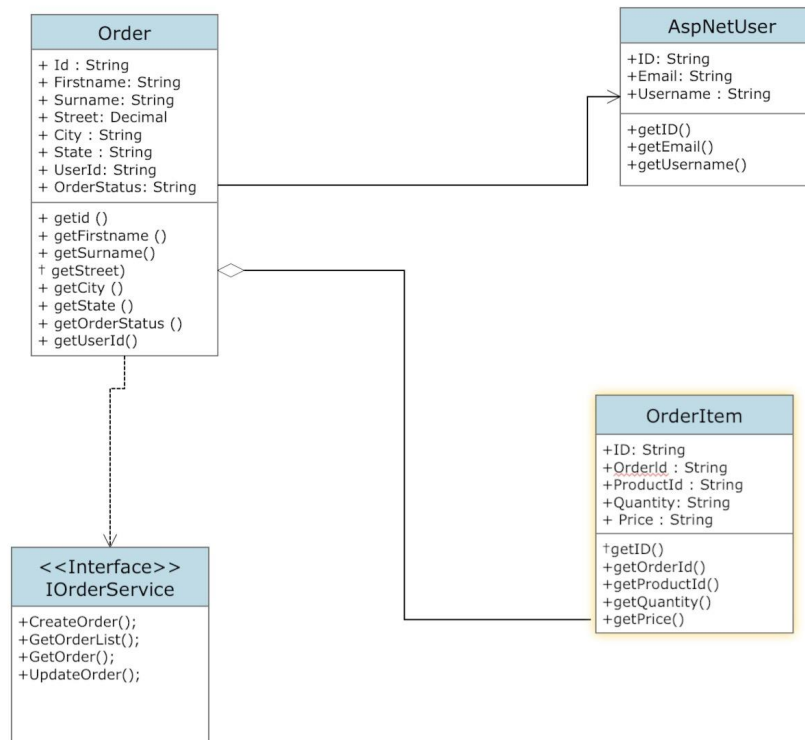 Order
+ Id : String
+ Firstname: String
+ Surname: String
+ Street: Decimal
+ City : String
+ State : String
+ UserId: String
+ OrderStatus: String
+ getid ()
+ getFirstname ()
+ getSurname()
† getStreet)
+ getCity ()
+ getState ()
+ getOrderStatus ()
+ getUserId()
AspNetUser
+ID: String
+Email: String
+Username : String
+getID()
+getEmail()
+getUsername()
OrderItem
+ID: String
+OrderId : String
+ProductId : String
+Quantity: String
+ Price : String
†getID()
+getOrderId()
+getProductId()
+getQuantity()
+getPrice()
<<Interface>>
IOrderService
+CreateOrder();
+GetOrderList();
+GetOrder();
+UpdateOrder();